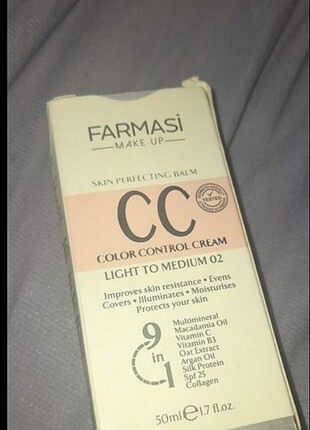 FARMASİ
MAKE UP
SKIN PERFECTING BALM
CC
TESTED
COLOR CONTROL CREAM
LIGHT TO MEDIUM 02
Improves skin resistance • Evens
Covers • Illuminates • Moisturises
Protects your skin
9 in 1
Multimineral
Macadamia Oil
Vitamin C
Vitamin B3
Oat Extract
Argan Oil
Silk Protein
Spf 25
Collagen
50ml e 1.7 fl.oz.